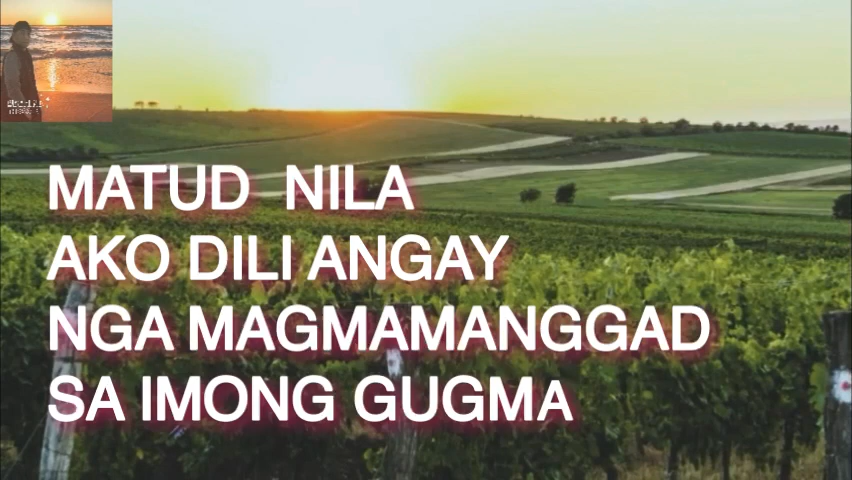 MATUD NILA
AKO DILI ANGAY
NGA MAGMAMANGGAD
SA IMONG GUGMA